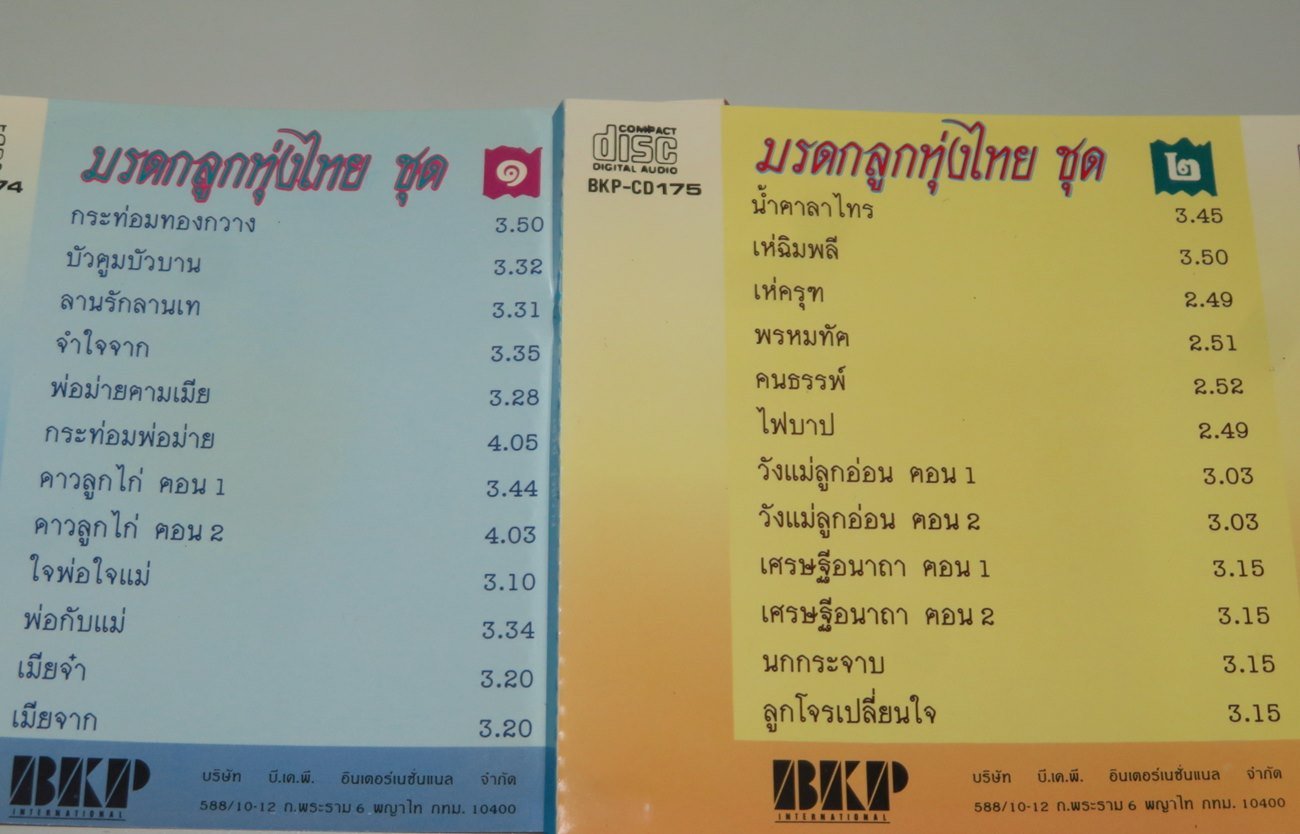 74
มรดกลูกทุ่งไทย ชุด ๑
กระท่อมทองกวาง 3.50
บัวตูมบัวบาน 3.32
ลานรักลานเท 3.31
จำใจจาก 3.35
พ่อม่ายตามเมีย 3.28
กระท่อมพ่อม่าย 4.05
ดาวลูกไก่ ตอน 1 3.44
ดาวลูกไก่ ตอน 2 4.03
ใจพ่อใจแม่ 3.10
พ่อกับแม่ 3.34
เมียจ๋า 3.20
เมียจาก 3.20
BKP
INTERNATIONAL
บริษัท บี.เค.พี. อินเตอร์เนชั่นแนล จำกัด
588/10-12 ถ.พระราม 6 พญาไท กทม. 10400
COMPACT
disc
DIGITAL AUDIO
BKP-CD175
มรดกลูกทุ่งไทย ชุด ๒
น้ำตาลาไทร 3.45
เห่ฉิมพลี 3.50
เห่ครุฑ 2.49
พรหมทัต 2.51
คนธรรพ์ 2.52
ไฟบาป 2.49
วังแม่ลูกอ่อน ตอน 1 3.03
วังแม่ลูกอ่อน ตอน 2 3.03
เศรษฐีอนาถา ตอน 1 3.15
เศรษฐีอนาถา ตอน 2 3.15
นกกระจาบ 3.15
ลูกโจรเปลี่ยนใจ 3.15
BKP
INTERNATIONAL
บริษัท บี.เค.พี. อินเตอร์เนชั่นแนล จำกัด
588/10-12 ถ.พระราม 6 พญาไท กทม. 10400